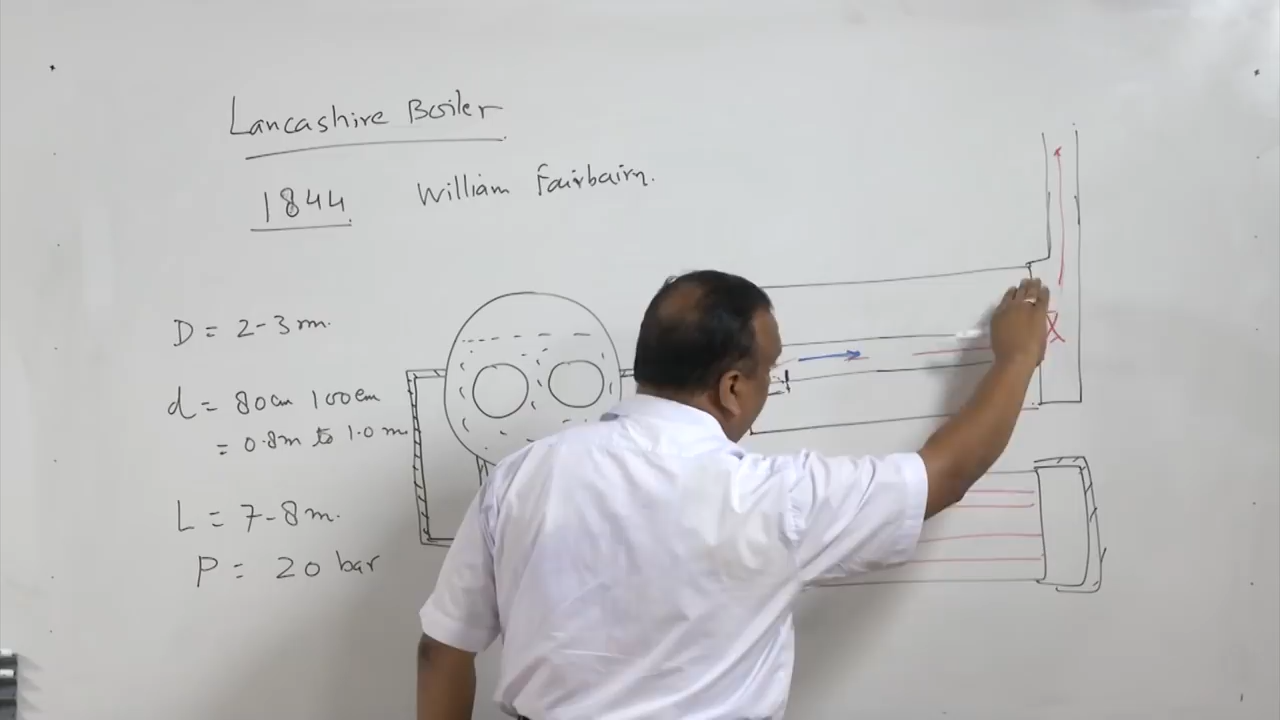 Lancashire Boiler
1844 William Fairbairn.
D = 2-3 m.
d = 80cm 100cm
= 0.8m to 1.0 m.
L = 7-8 m.
P = 20 bar